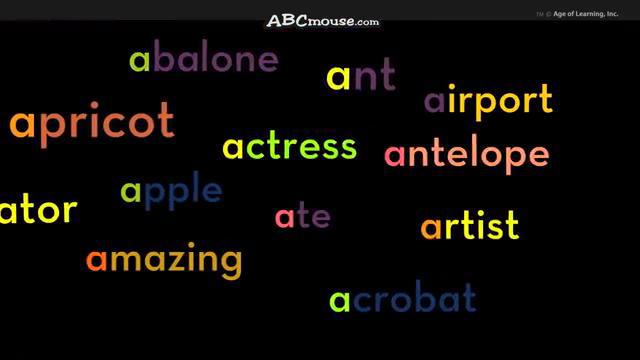 ABCmouse.com
TM © Age of Learning, Inc.
abalone
ant
airport
apricot
actress
antelope
apple
ator
ate
artist
amazing
acrobat